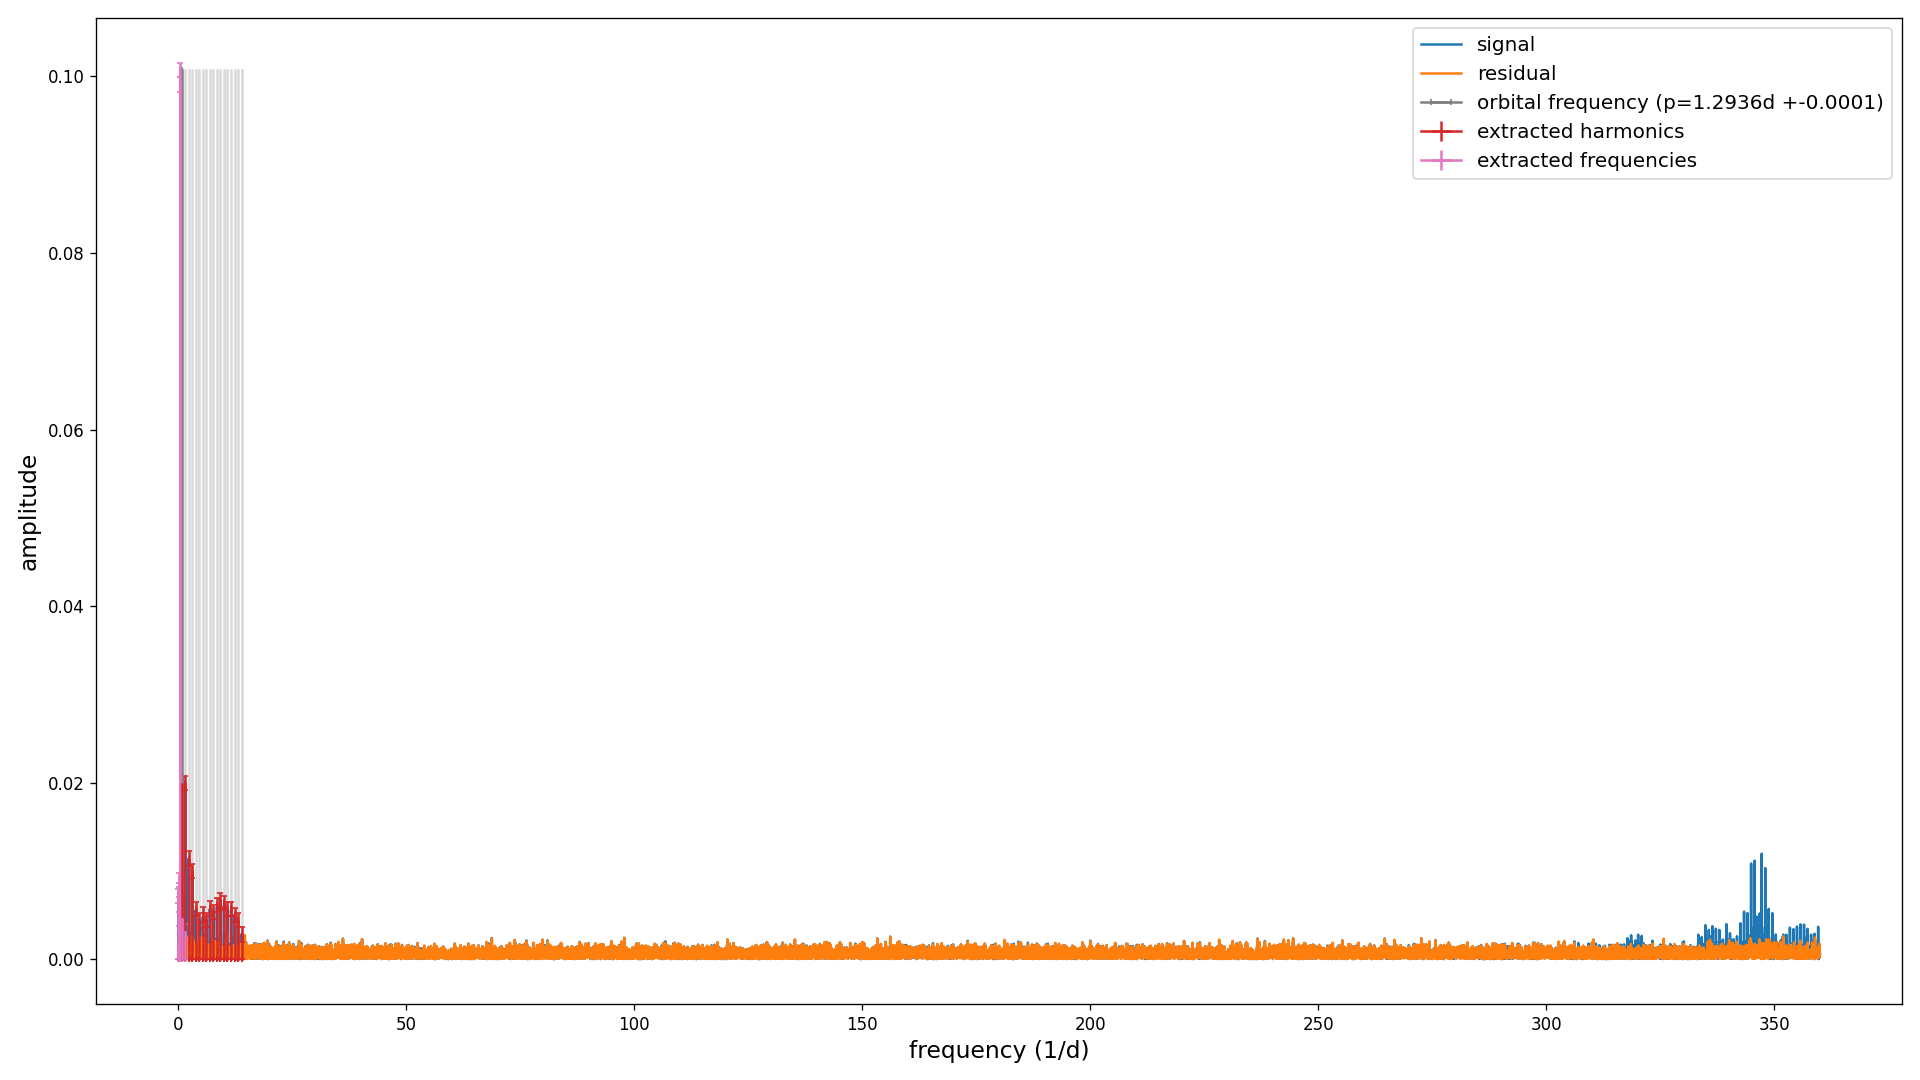 signal
residual
orbital frequency (p=1.2936d +-0.0001)
extracted harmonics
extracted frequencies
amplitude
0.10
0.08
0.06
0.04
0.02
0.00
0 50 100 150 200 250 300 350
frequency (1/d)